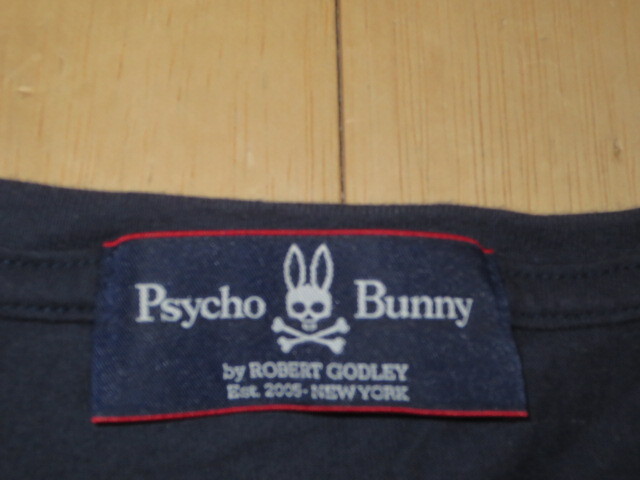 Psycho Bunny
by ROBERT GODLEY
Est. 2005 - NEW YORK